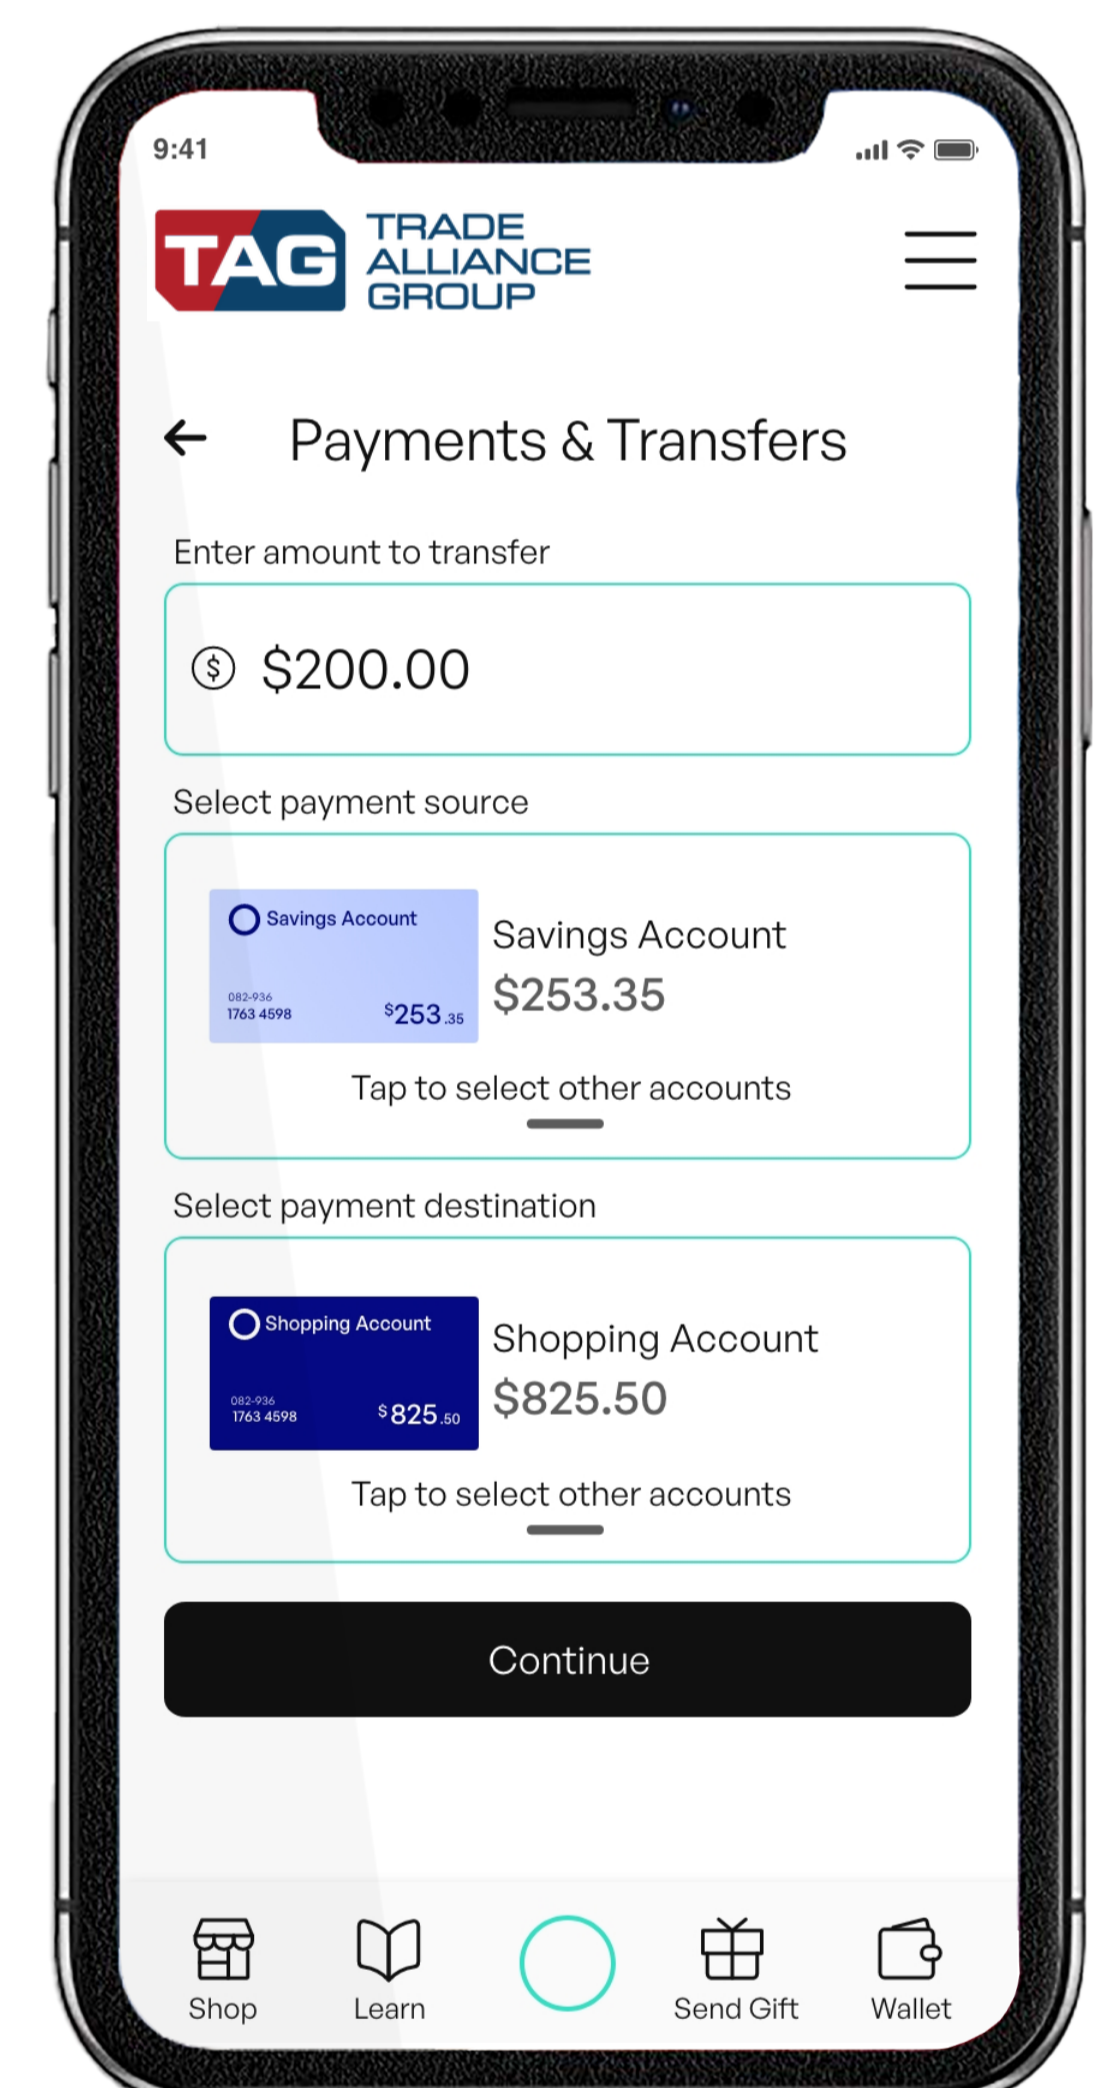 9:41
TAG
TRADE
ALLIANCE
GROUP
Payments & Transfers
Enter amount to transfer
$ $200.00
Select payment source
Savings Account
082-936
1763 4598
$253.35
Savings Account
$253.35
Tap to select other accounts
Select payment destination
Shopping Account
082-936
1763 4598
$825.50
Shopping Account
$825.50
Tap to select other accounts
Continue
Shop
Learn
Send Gift
Wallet